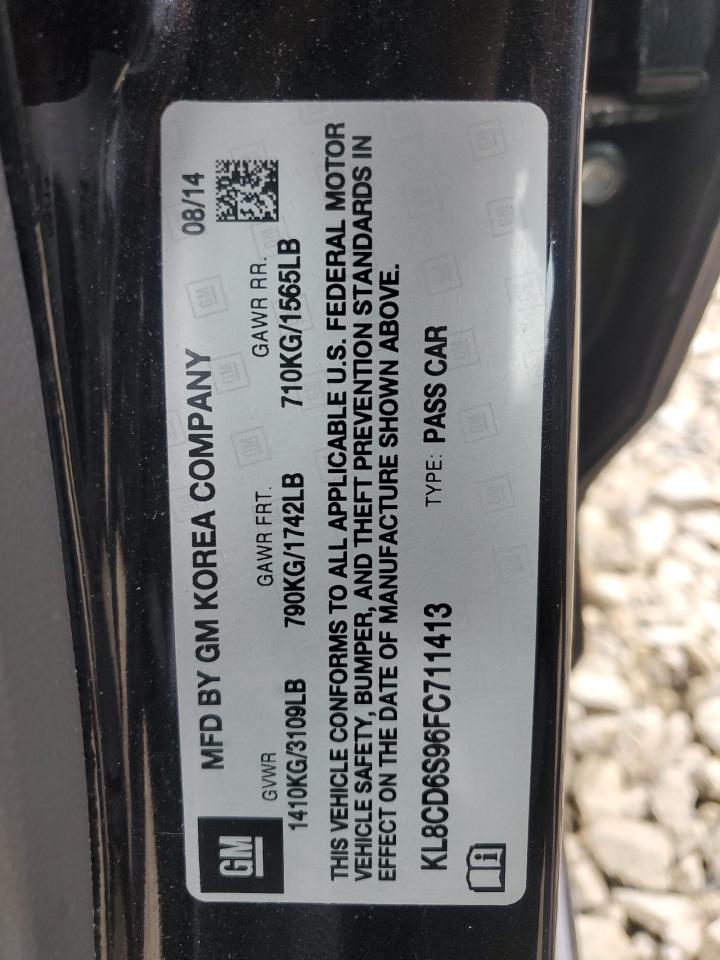 MFD BY GM KOREA COMPANY 08/14
GM
GVWR GAWR FRT. GAWR RR.
1410KG/3109LB 790KG/1742LB 710KG/1565LB
THIS VEHICLE CONFORMS TO ALL APPLICABLE U.S. FEDERAL MOTOR
VEHICLE SAFETY, BUMPER, AND THEFT PREVENTION STANDARDS IN
EFFECT ON THE DATE OF MANUFACTURE SHOWN ABOVE.
KL8CD6S96FC711413 TYPE: PASS CAR